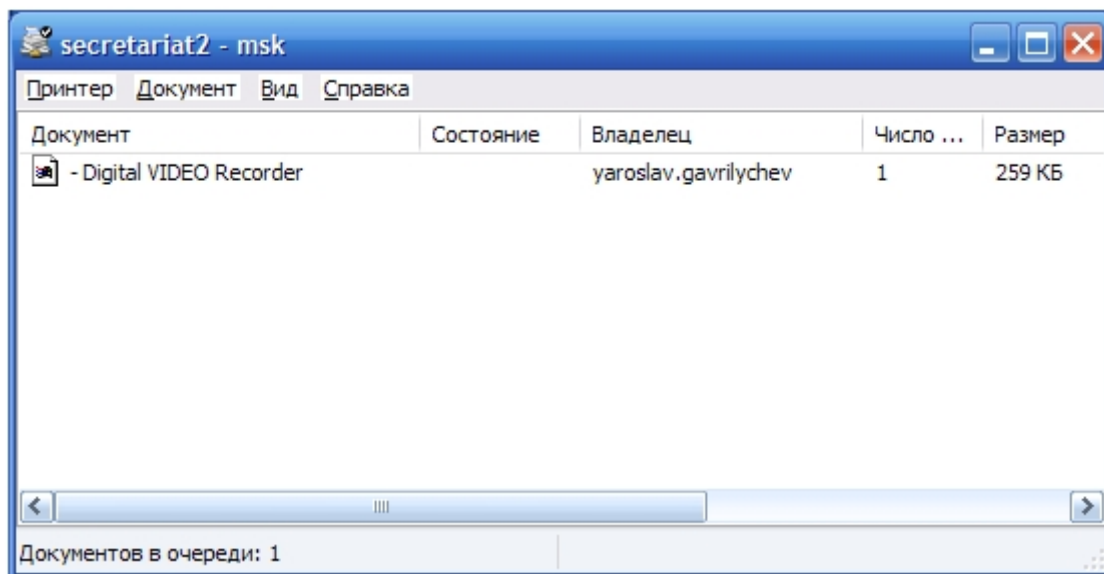 secretariat2 - msk
Принтер Документ Вид Справка
Документ Состояние Владелец Число ... Размер
- Digital VIDEO Recorder yaroslav.gavrilychev 1 259 КБ
Документов в очереди: 1